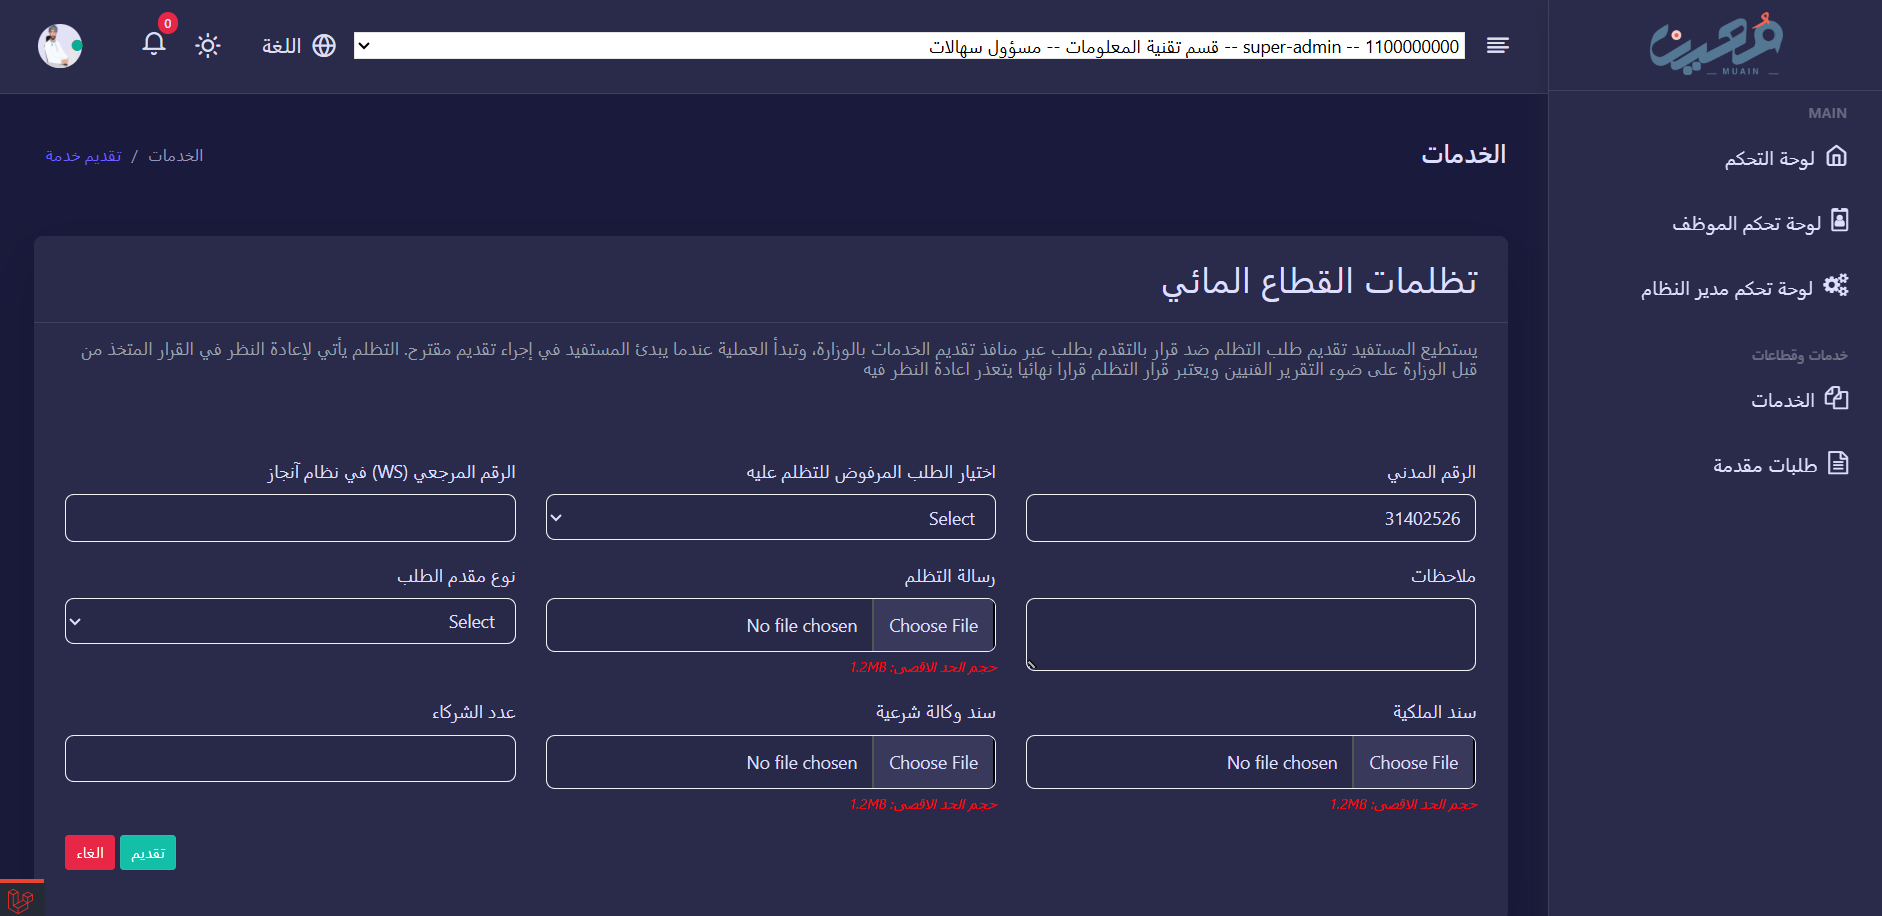 معين
MUAIN
1100000000 -- super-admin -- قسم تقنية المعلومات -- مسؤول سهالات
اللغة
0
MAIN
لوحة التحكم
لوحة تحكم الموظف
لوحة تحكم مدير النظام
خدمات وقطاعات
الخدمات
طلبات مقدمة
الخدمات
الخدمات / تقديم خدمة
تظلمات القطاع المائي
يستطيع المستفيد تقديم طلب التظلم ضد قرار بالتقدم بطلب عبر منافذ تقديم الخدمات بالوزارة، وتبدأ العملية عندما يبدئ المستفيد في إجراء تقديم مقترح. التظلم يأتي لإعادة النظر في القرار المتخذ من
قبل الوزارة على ضوء التقرير الفنيين ويعتبر قرار التظلم قرارا نهائيا يتعذر اعادة النظر فيه
الرقم المدني
31402526
اختيار الطلب المرفوض للتظلم عليه
Select
الرقم المرجعي (WS) في نظام آنجاز
ملاحظات
رسالة التظلم
Choose File No file chosen
حجم الحد الاقصى: 1.2MB
نوع مقدم الطلب
Select
سند الملكية
Choose File No file chosen
حجم الحد الاقصى: 1.2MB
سند وكالة شرعية
Choose File No file chosen
حجم الحد الاقصى: 1.2MB
عدد الشركاء
تقديم
الغاء